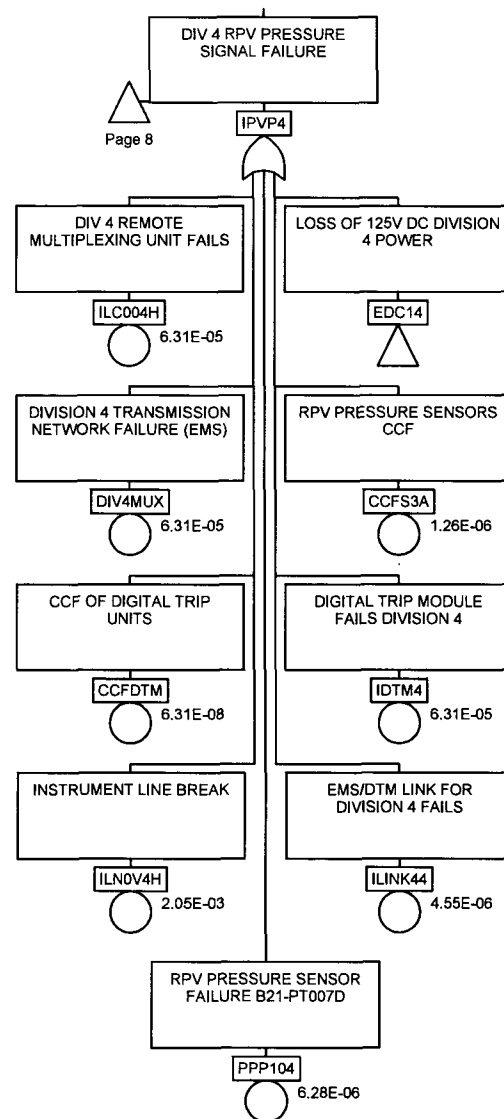 DIV 4 RPV PRESSURE
SIGNAL FAILURE
Page 8
IPVP4
DIV 4 REMOTE
MULTIPLEXING UNIT FAILS
ILC004H
6.31E-05
LOSS OF 125V DC DIVISION
4 POWER
EDC14
DIVISION 4 TRANSMISSION
NETWORK FAILURE (EMS)
DIV4MUX
6.31E-05
RPV PRESSURE SENSORS
CCF
CCFS3A
1.26E-06
CCF OF DIGITAL TRIP
UNITS
CCFDTM
6.31E-08
DIGITAL TRIP MODULE
FAILS DIVISION 4
IDTM4
6.31E-05
INSTRUMENT LINE BREAK
ILN0V4H
2.05E-03
EMS/DTM LINK FOR
DIVISION 4 FAILS
ILINK44
4.55E-06
RPV PRESSURE SENSOR
FAILURE B21-PT007D
PPP104
6.28E-06